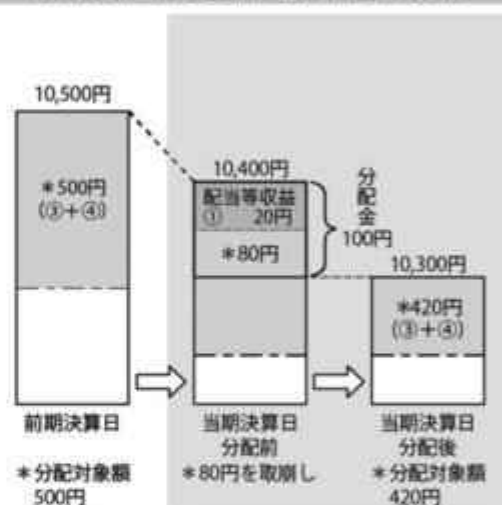 10,500円
*500円
(③+④)
10,400円
配当等収益
① 20円
*80円
分配金
100円
10,300円
*420円
(③+④)
前期決算日
*分配対象額
500円
当期決算日
分配前
*80円を取崩し
当期決算日
分配後
*分配対象額
420円